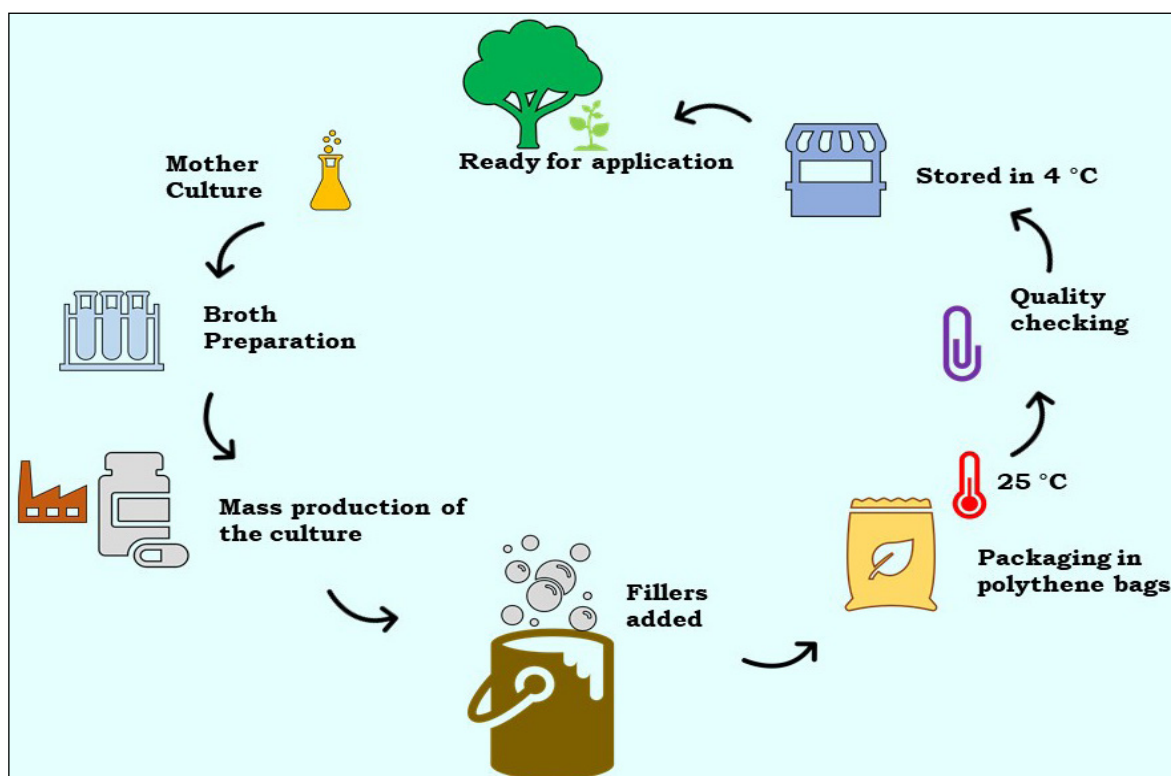 Mother
Culture
Broth
Preparation
Mass production of
the culture
Fillers
added
Packaging in
polythene bags
25 °C
Quality
checking
Stored in 4 °C
Ready for application